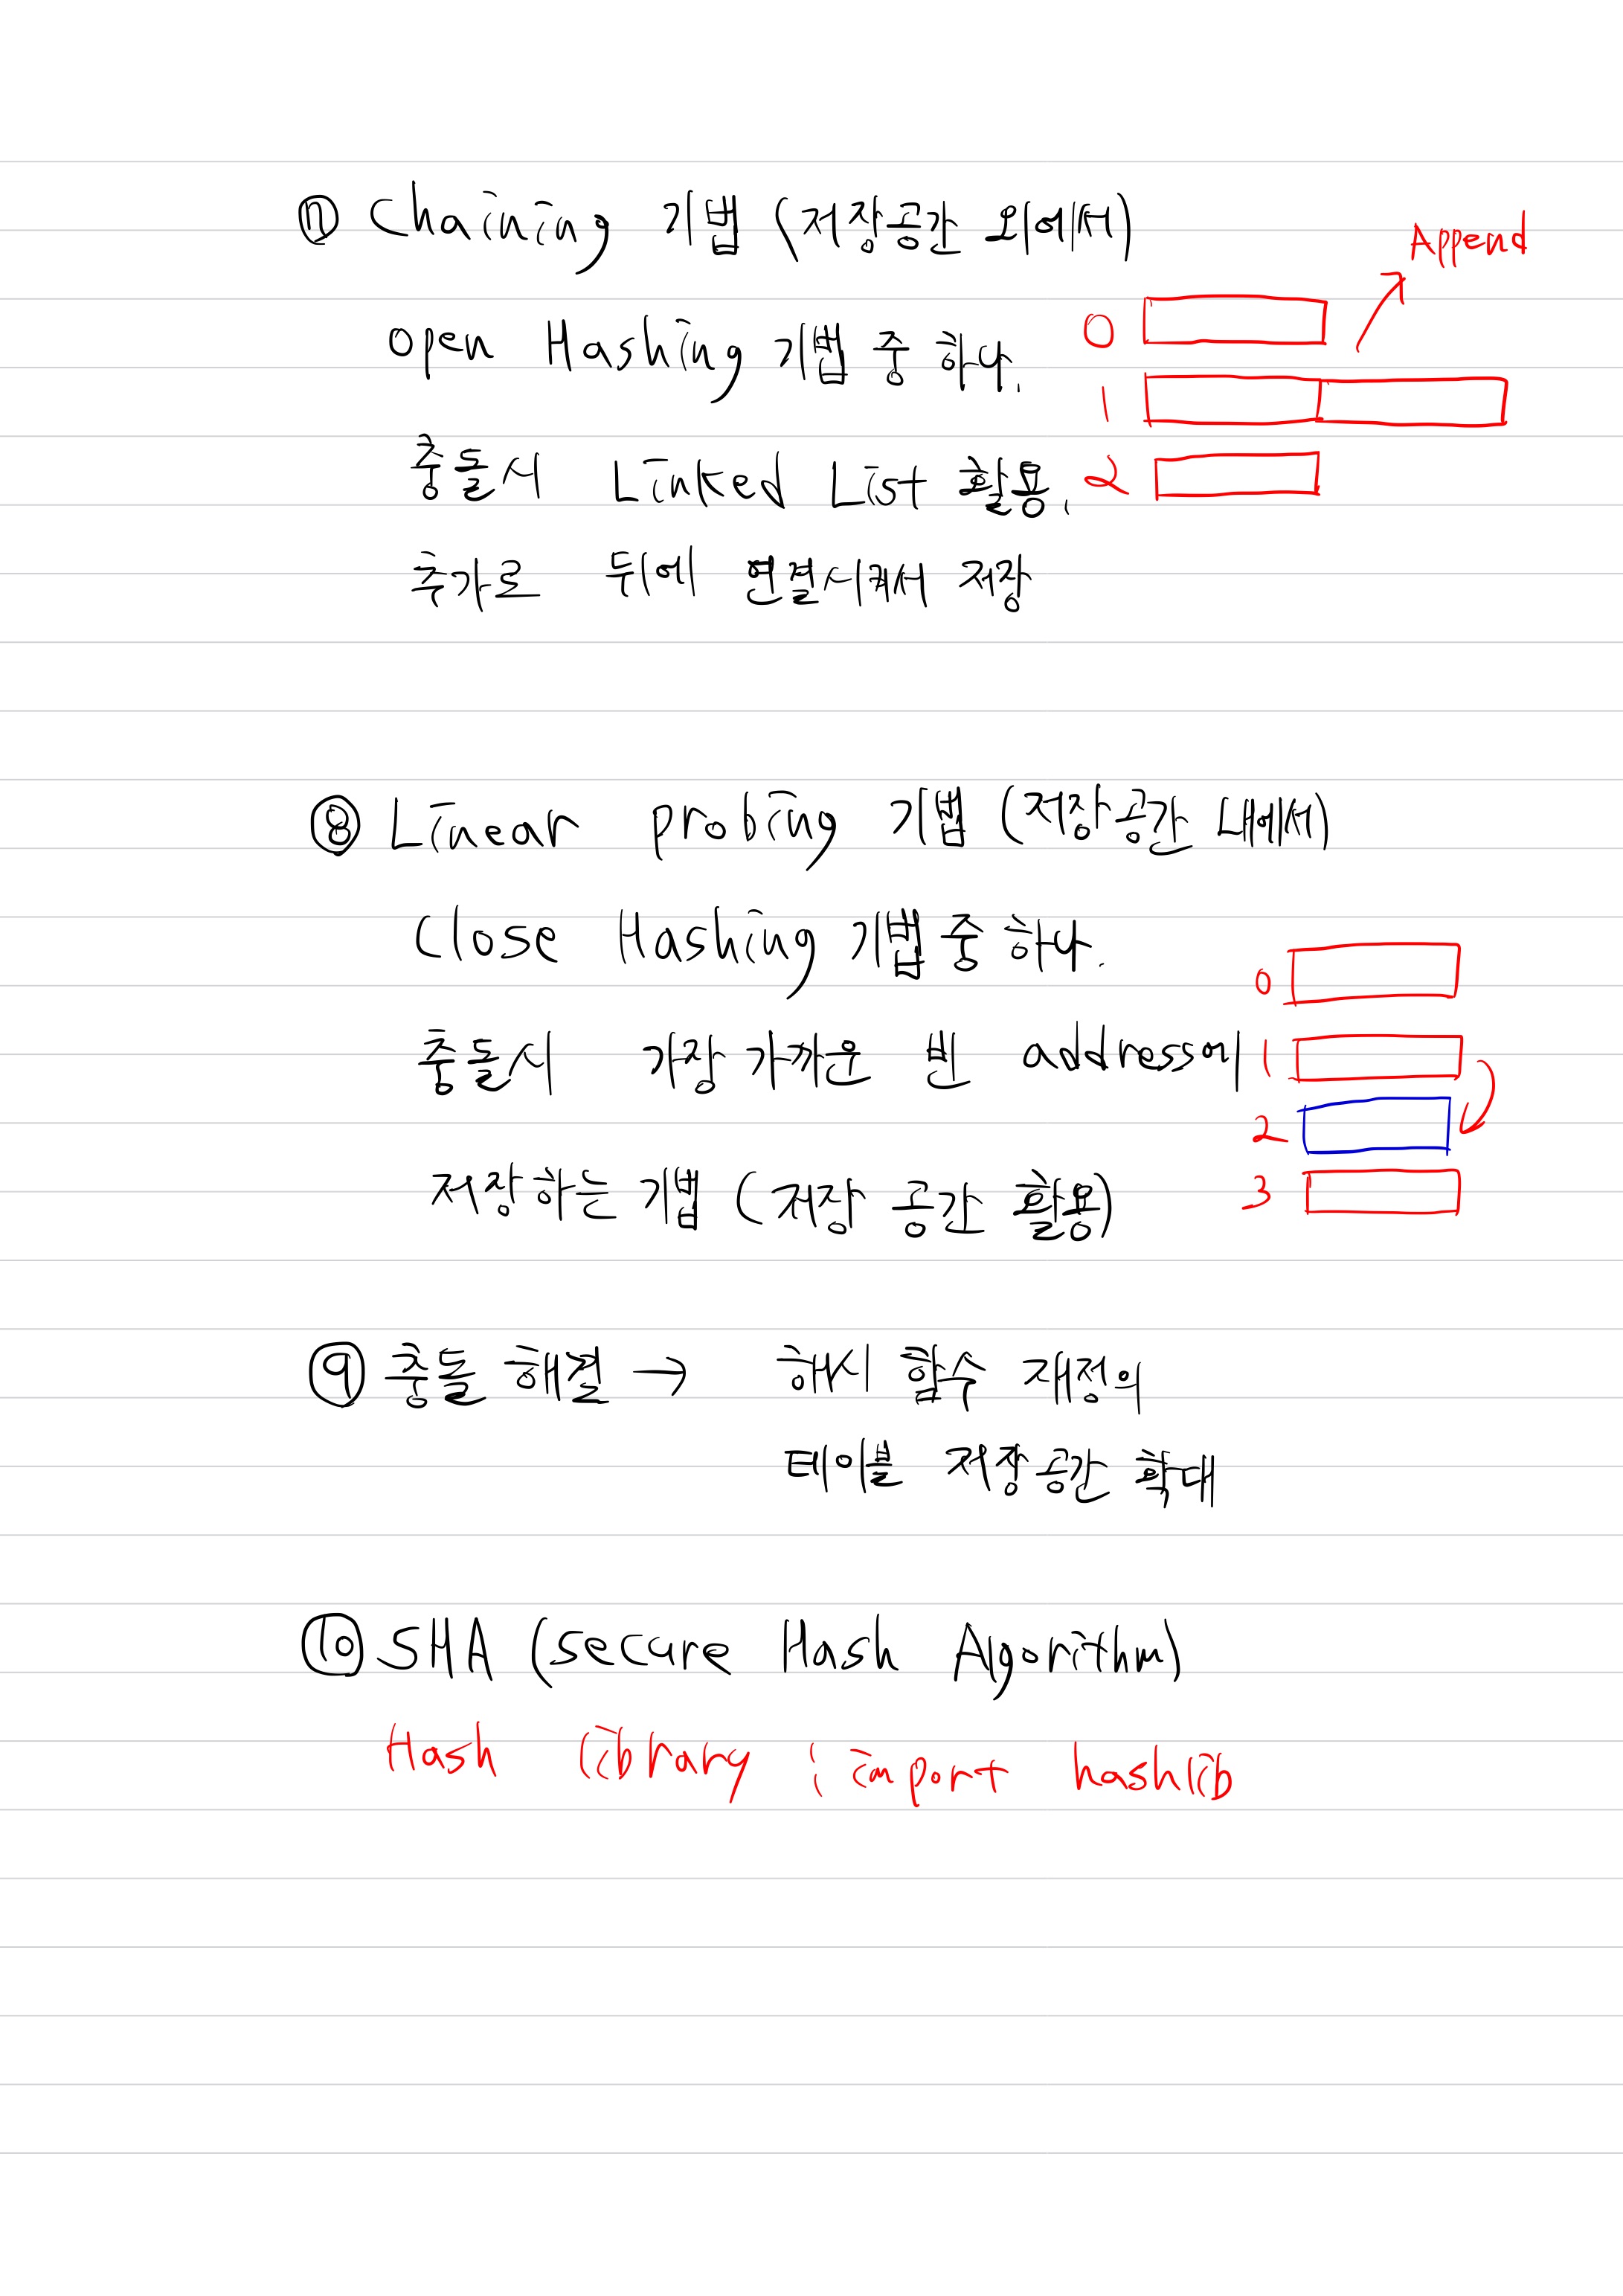 ⑦ Chaining 기법 (저장공간 외에서)
Append
open Hashing 기법 중 하나.
0
1
충돌시 Linked List 활용.
2
추가로 뒤에 연결시켜서 저장
⑧ Linear probing 기법 (저장공간 내에서)
Close Hashing 기법 중 하나.
0
충돌시 가장 가까운 빈 address에
1
2
저장하는 기법 (저장 공간 활용)
3
⑨ 충돌 해결 → 해시 함수 재정의
테이블 저장공간 확대
⑩ SHA (secure Hash Algorithm)
Hash library : import hashlib